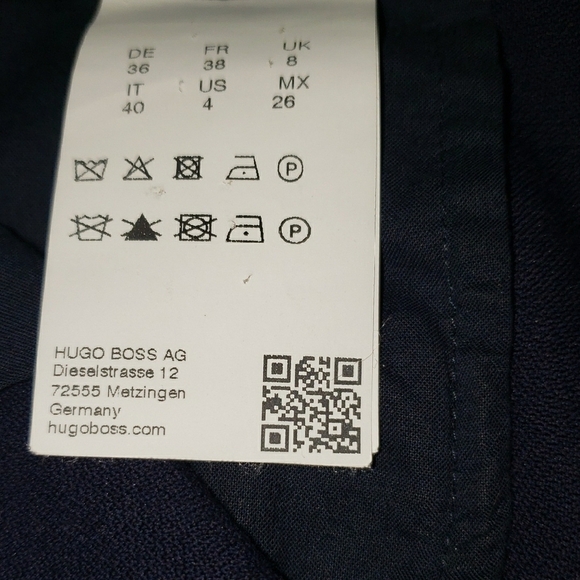 DE FR UK
36 38 8
IT US MX
40 4 26
P
P
HUGO BOSS AG
Dieselstrasse 12
72555 Metzingen
Germany
hugoboss.com